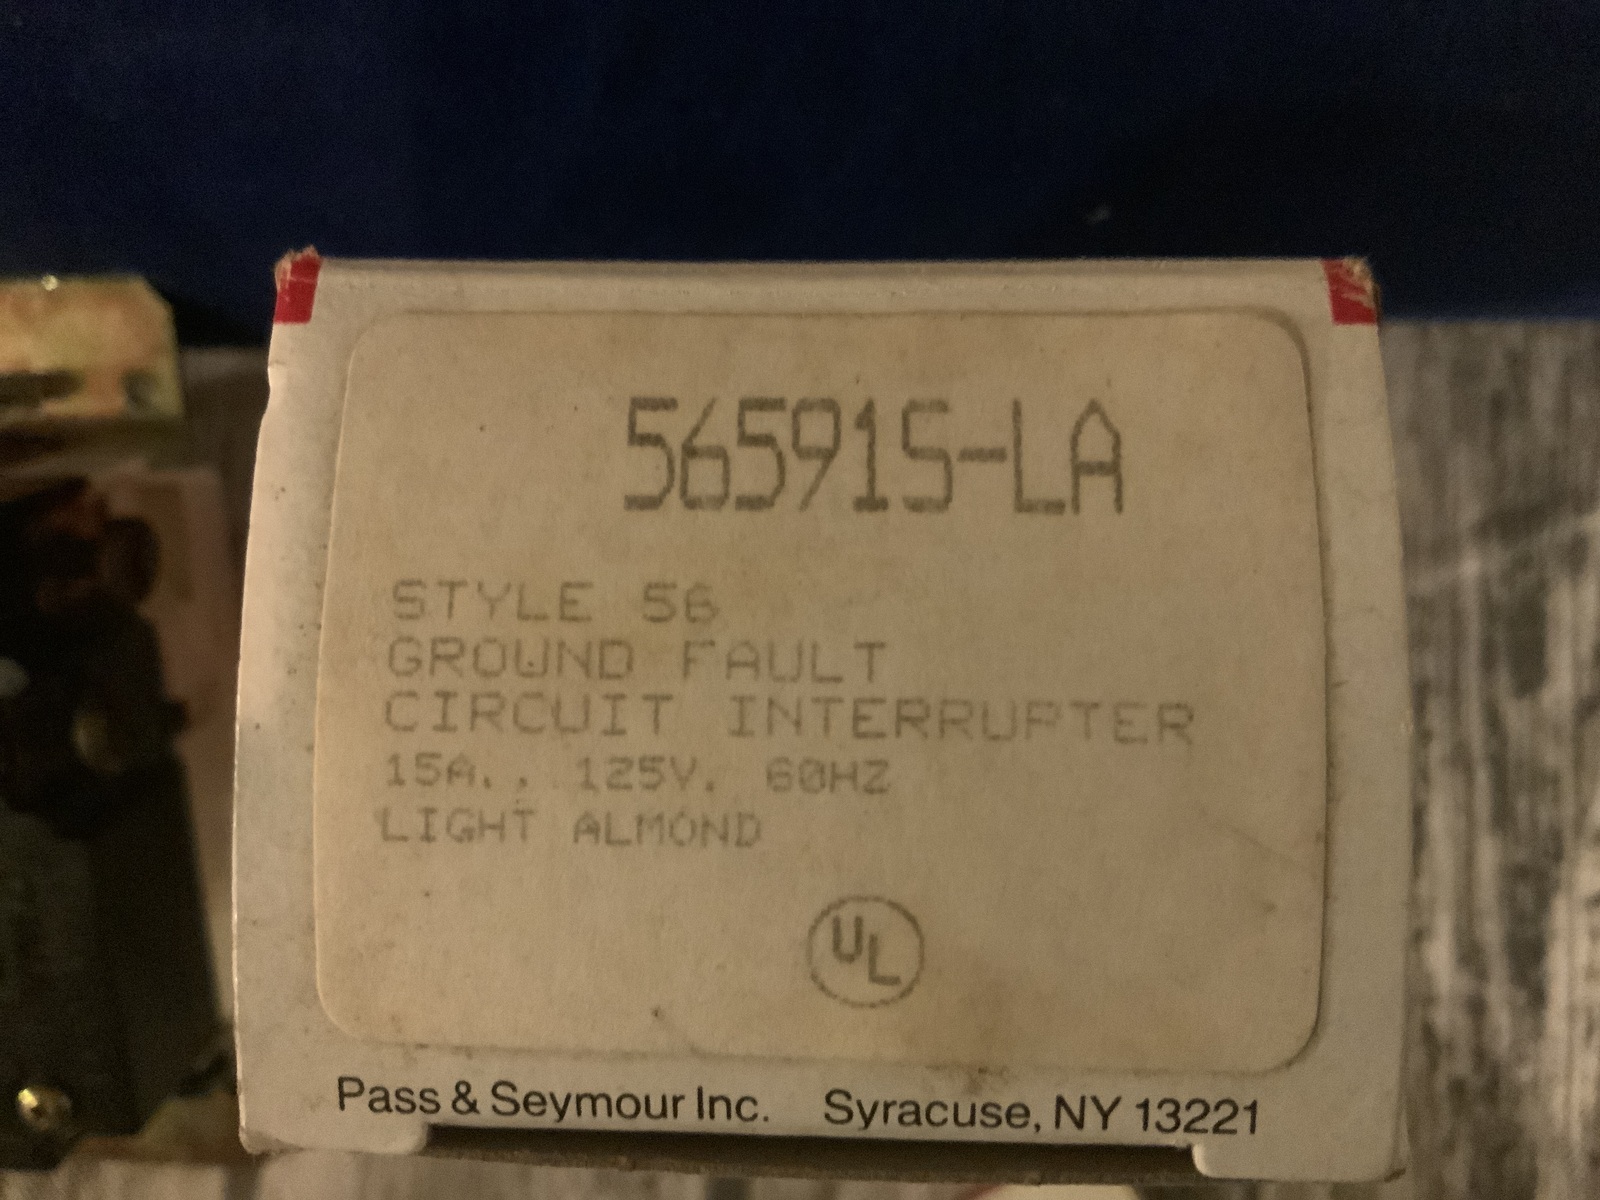 56591S-LA
STYLE 56
GROUND FAULT
CIRCUIT INTERRUPTER
15A., 125V. 60HZ
LIGHT ALMOND
UL
Pass & Seymour Inc. Syracuse, NY 13221